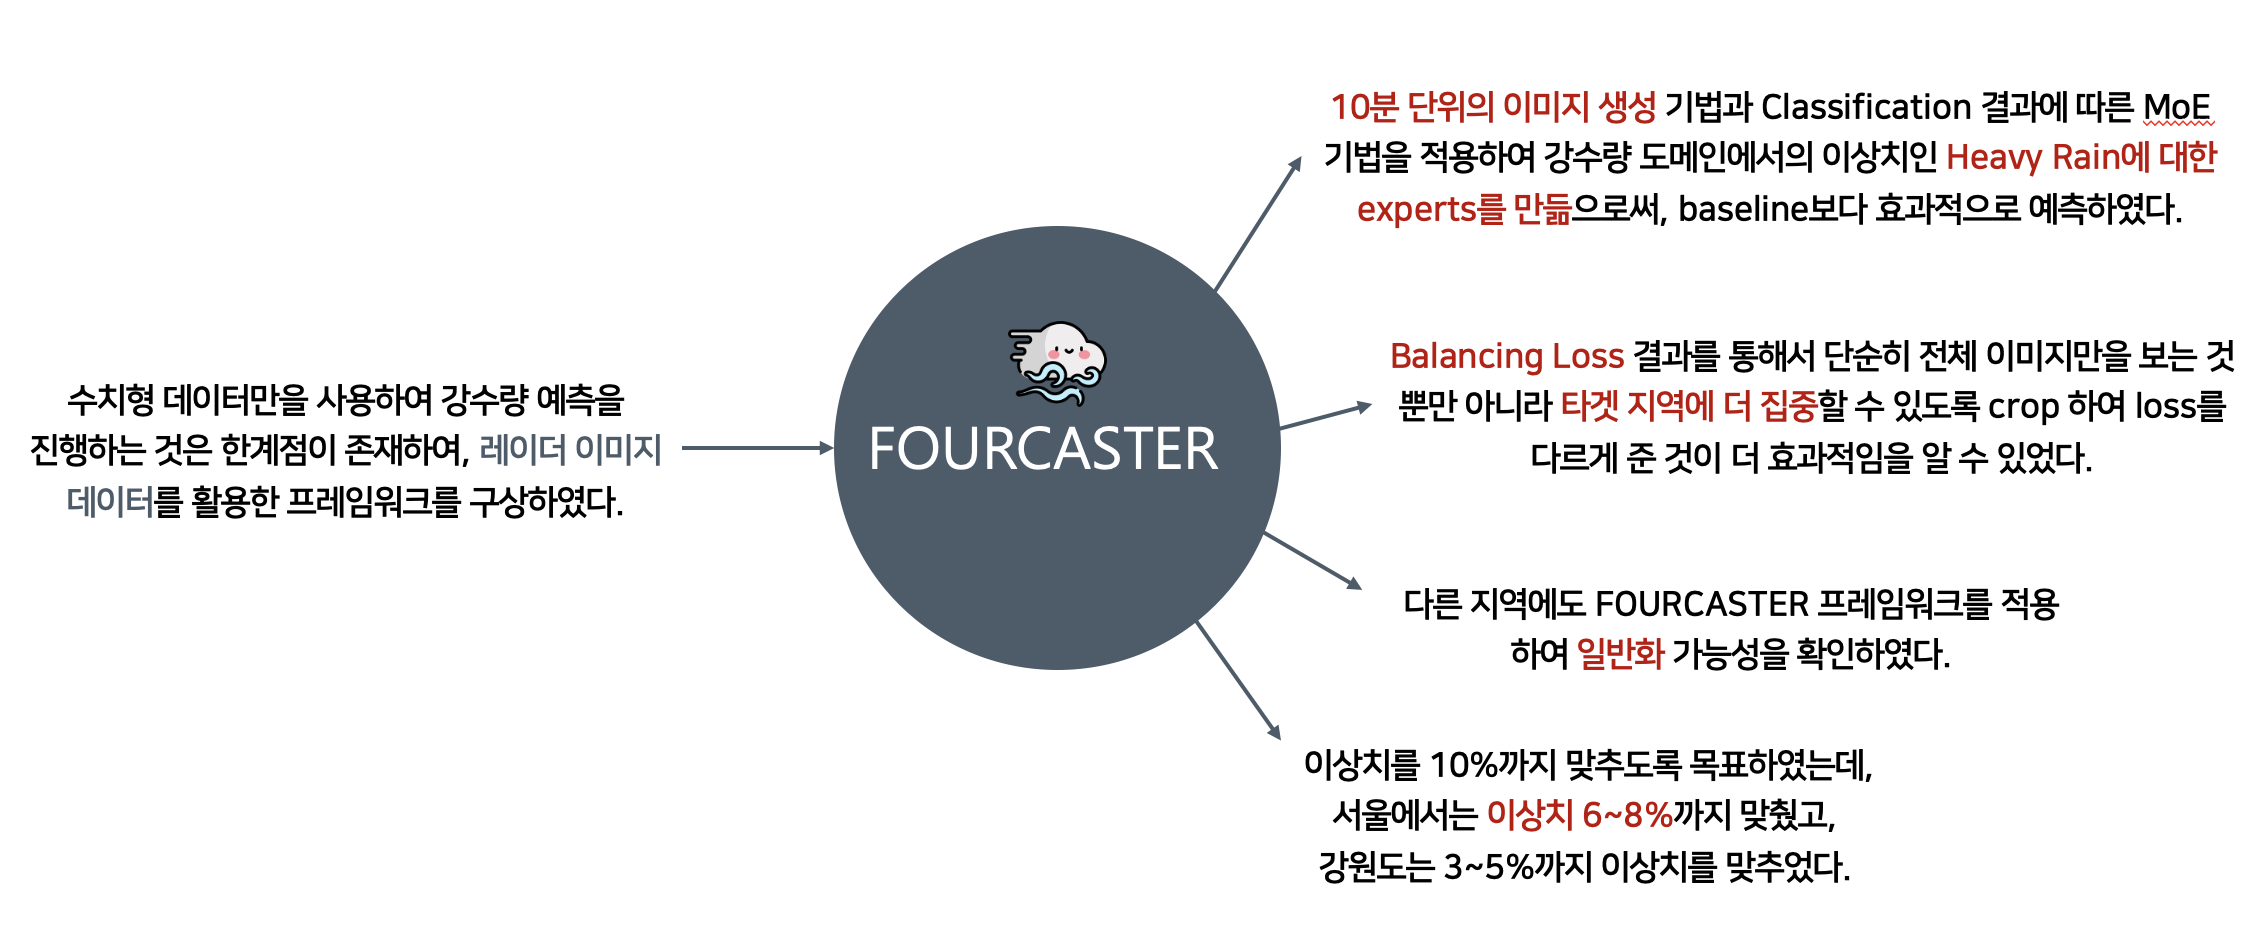 수치형 데이터만을 사용하여 강수량 예측을
진행하는 것은 한계점이 존재하여, 레이더 이미지
데이터를 활용한 프레임워크를 구상하였다.
FOURCASTER
10분 단위의 이미지 생성 기법과 Classification 결과에 따른 MoE
기법을 적용하여 강수량 도메인에서의 이상치인 Heavy Rain에 대한
experts를 만듦으로써, baseline보다 효과적으로 예측하였다.
Balancing Loss 결과를 통해서 단순히 전체 이미지만을 보는 것
뿐만 아니라 타겟 지역에 더 집중할 수 있도록 crop 하여 loss를
다르게 준 것이 더 효과적임을 알 수 있었다.
다른 지역에도 FOURCASTER 프레임워크를 적용
하여 일반화 가능성을 확인하였다.
이상치를 10%까지 맞추도록 목표하였는데,
서울에서는 이상치 6~8%까지 맞췄고,
강원도는 3~5%까지 이상치를 맞추었다.